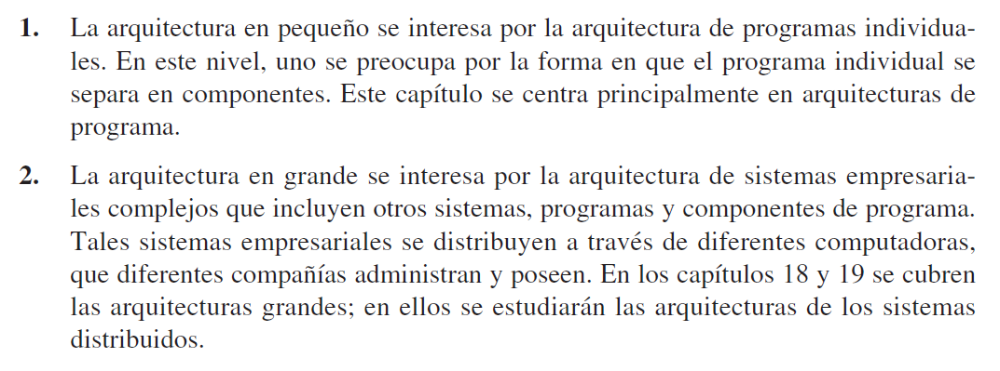 1. La arquitectura en pequeño se interesa por la arquitectura de programas individua-
les. En este nivel, uno se preocupa por la forma en que el programa individual se
separa en componentes. Este capítulo se centra principalmente en arquitecturas de
programa.
2. La arquitectura en grande se interesa por la arquitectura de sistemas empresaria-
les complejos que incluyen otros sistemas, programas y componentes de programa.
Tales sistemas empresariales se distribuyen a través de diferentes computadoras,
que diferentes compañías administran y poseen. En los capítulos 18 y 19 se cubren
las arquitecturas grandes; en ellos se estudiarán las arquitecturas de los sistemas
distribuidos.